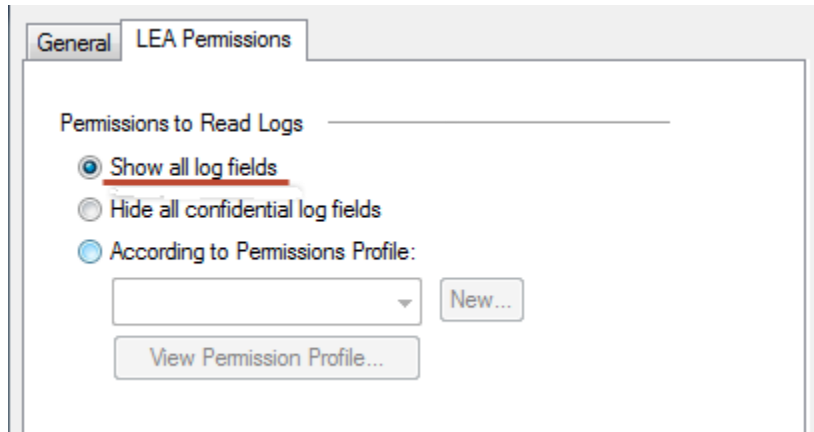 General LEA Permissions
Permissions to Read Logs
Show all log fields
Hide all confidential log fields
According to Permissions Profile:
New...
View Permission Profile...